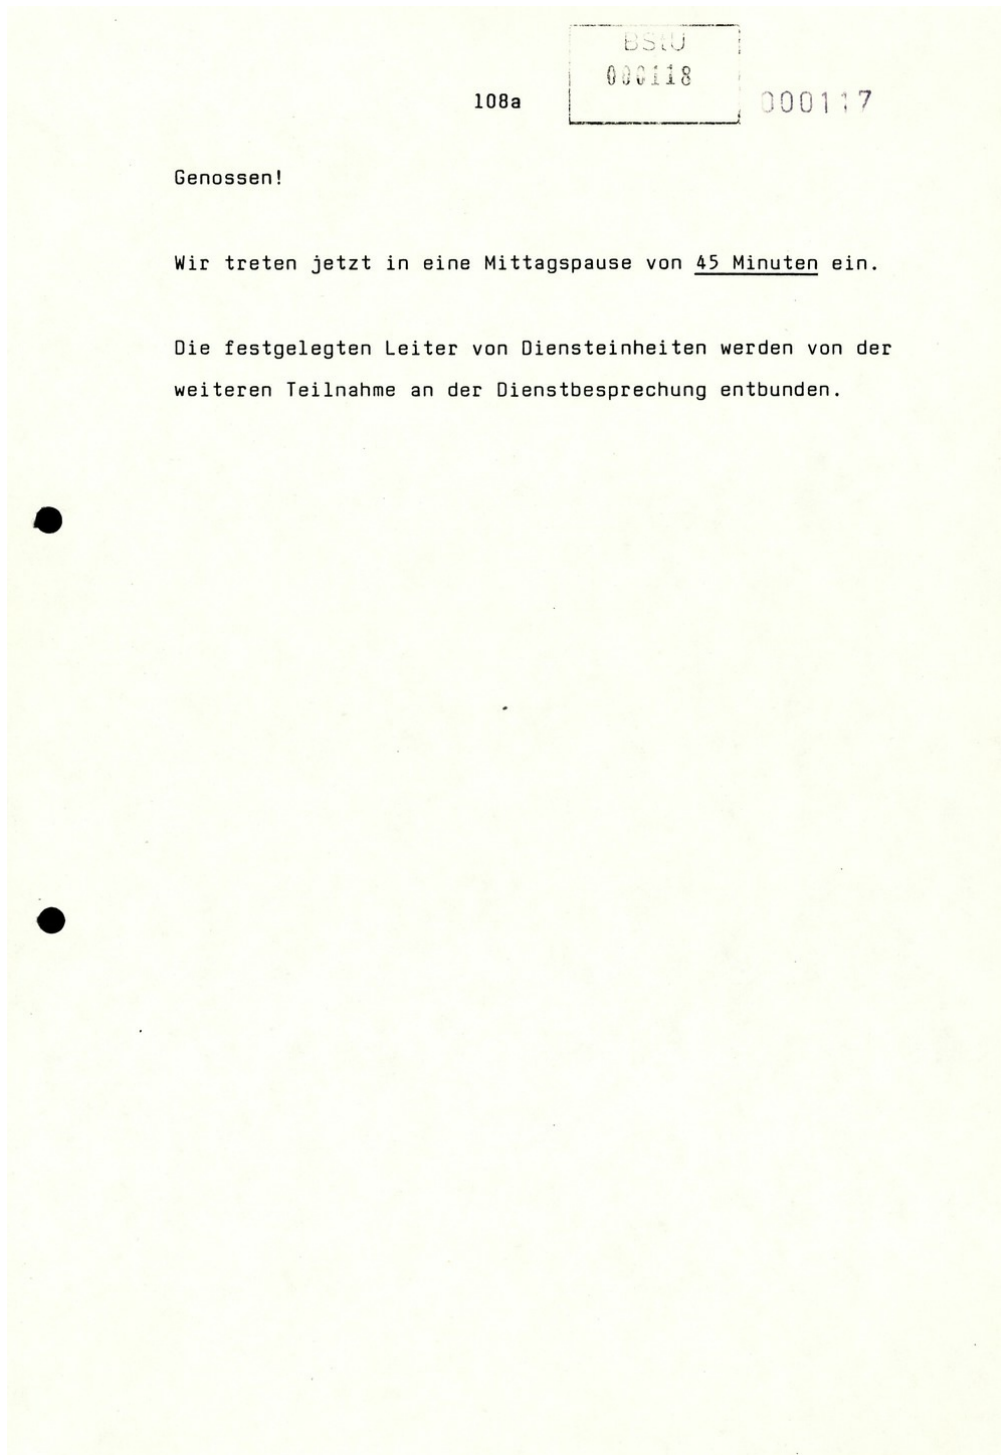 BStU
000118
108a
000117
Genossen!
Wir treten jetzt in eine Mittagspause von 45 Minuten ein.
Die festgelegten Leiter von Diensteinheiten werden von der
weiteren Teilnahme an der Dienstbesprechung entbunden.